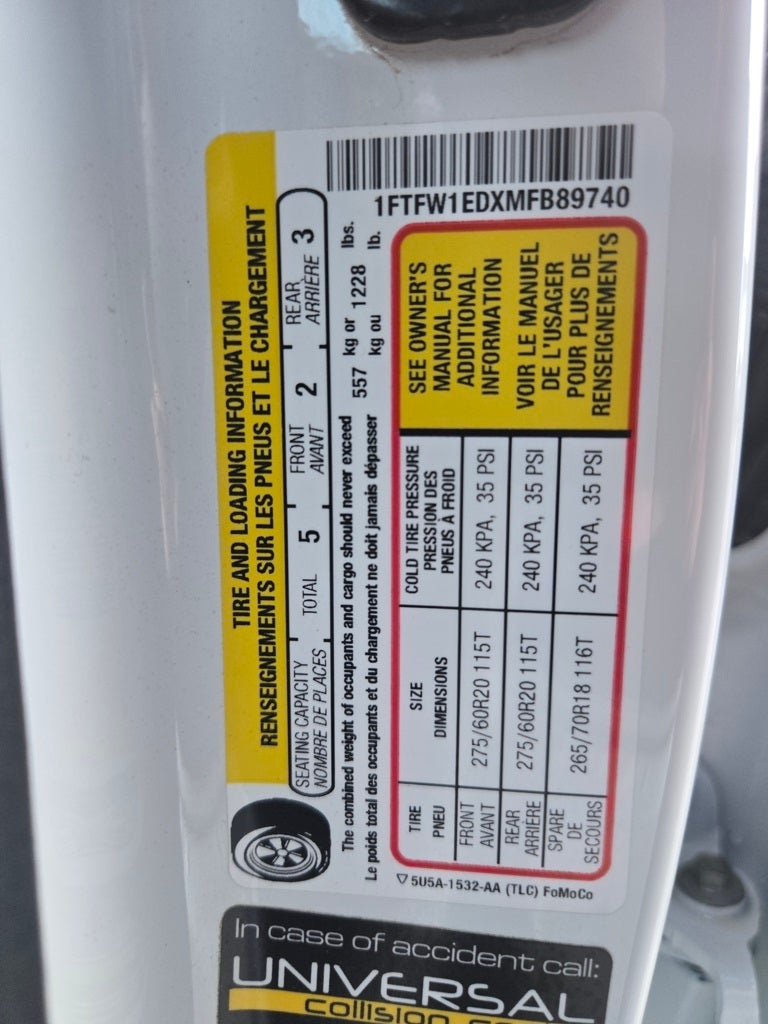 TIRE AND LOADING INFORMATION
RENSEIGNEMENTS SUR LES PNEUS ET LE CHARGEMENT
SEATING CAPACITY TOTAL 5 FRONT 2 REAR 3
NOMBRE DE PLACES AVANT ARRIÈRE
The combined weight of occupants and cargo should never exceed 557 kg or 1228 lbs.
Le poids total des occupants et du chargement ne doit jamais dépasser kg ou lb.
1FTFW1EDXMFB89740
TIRE SIZE COLD TIRE PRESSURE
PNEU DIMENSIONS PRESSION DES
PNEUS À FROID
FRONT
AVANT 275/60R20 115T 240 KPA, 35 PSI
REAR
ARRIÈRE 275/60R20 115T 240 KPA, 35 PSI
SPARE
DE
SECOURS 265/70R18 116T 240 KPA, 35 PSI
SEE OWNER'S
MANUAL FOR
ADDITIONAL
INFORMATION
VOIR LE MANUEL
DE L'USAGER
POUR PLUS DE
RENSEIGNEMENTS
5U5A-1532-AA (TLC) FoMoCo
In case of accident call:
UNIVERSAL
collision